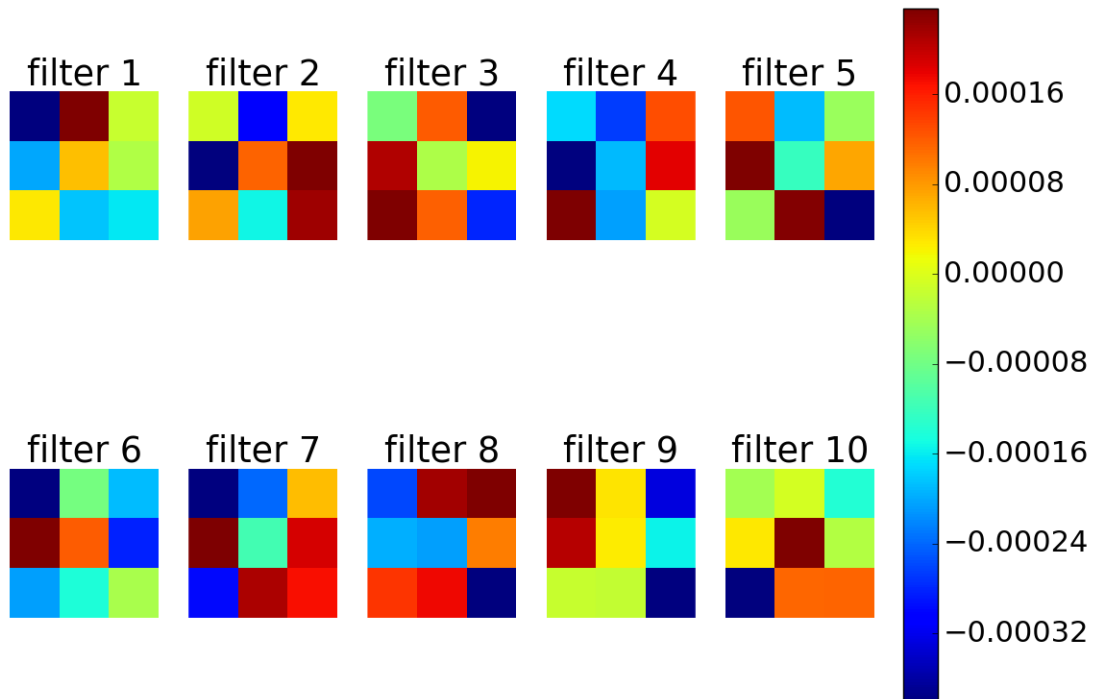 filter 1
filter 2
filter 3
filter 4
filter 5
filter 6
filter 7
filter 8
filter 9
filter 10
0.00016
0.00008
0.00000
−0.00008
−0.00016
−0.00024
−0.00032